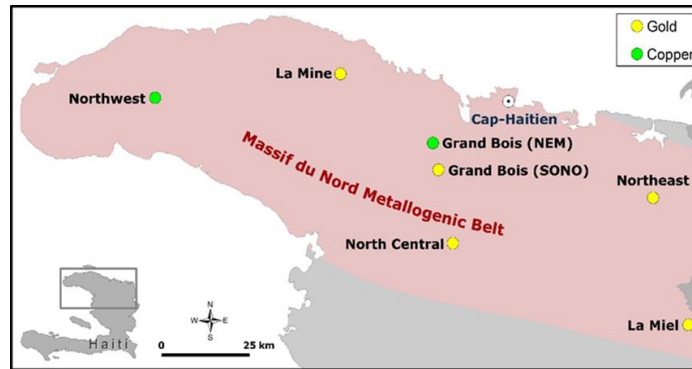 Gold
Copper
La Mine
Northwest
Cap-Haitien
Grand Bois (NEM)
Grand Bois (SONO)
Northeast
Massif du Nord Metallogenic Belt
North Central
La Miel
Haiti
N
W E
S
0 25 km